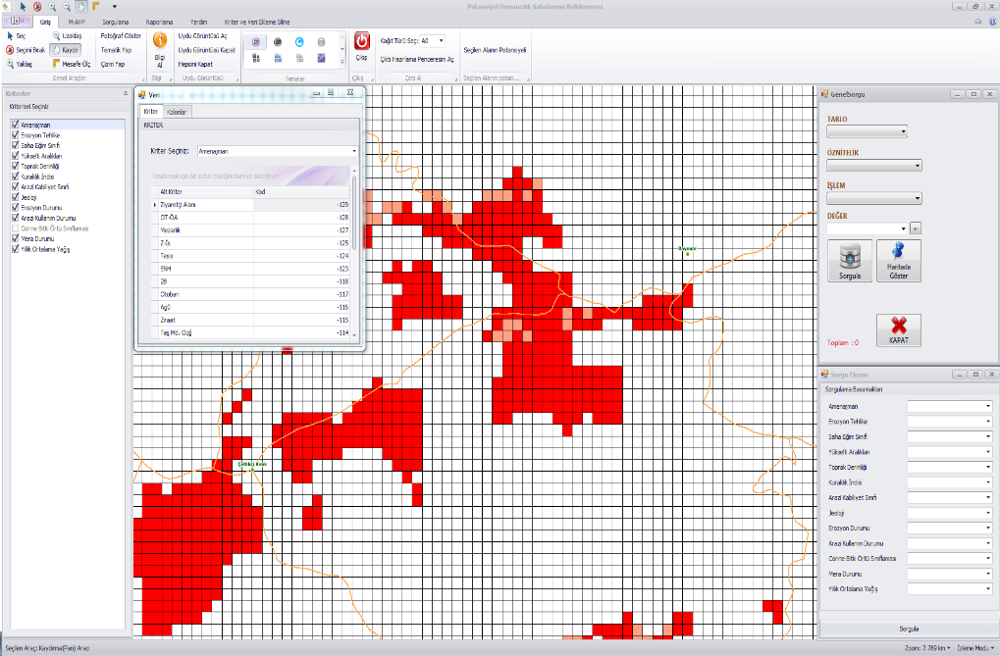 Potansiyel Ormancılık Sahalarının Belirlenmesi
Giriş M-AHP Sorgulama Raporlama Yardım Kriter ve Veri Ekleme Silme
Seç Uzaklaş Fotoğraf Göster
Seçimi Bırak Kaydır Tematik Yap
Yaklaş Mesafe Ölç Çizim Yap
Genel Araçlar
Bilgi Al
Bilgi
Uydu Görüntüsü Aç
Uydu Görüntüsü Kapat
Hepsini Kapat
Uydu Görüntüsü
Temalar
Çıkış
Çıkış
Kağıt Türü Seç: A0
Çıktı Hazırlama Penceresini Aç
Çıktı Al
Seçilen Alanın Potansiyeli
Seçilen Alanın potan...
Kriterler
Kriterleri Seçiniz
Amenajman
Erozyon Tehlike
Saha Eğim Sınıfı
Yükselti Aralıkları
Toprak Derinliği
Kuraklık İndisi
Arazi Kabiliyet Sınıfı
Jeoloji
Erozyon Durumu
Arazi Kullanım Durumu
Corine Bitki Örtü Sınıflaması
Mera Durumu
Yıllık Ortalama Yağış
Veri
Kriter Kolonlar
KRİTER
Kriter Seçiniz: Amenajman
Gruplamak için bir sütun başlığını buraya sürükleyin
Alt Kriter Kod
Ziyaretçi Alanı -129
OT-ÖA -128
Mezarlık -127
Z-İs -125
Tesis -124
ENH -123
2B -118
Otoban -117
Agü -116
Ziraat -115
Taş Md. Ocğ -114
GenelSorgu
TABLO
ÖZNİTELİK
İŞLEM
DEĞER
+
Sorgula
Haritada Göster
Toplam : 0
KAPAT
Sorgu Ekranı
Sorgulama Basamakları
Amenajman
Erozyon Tehlike
Saha Eğim Sınıfı
Yükselti Aralıkları
Toprak Derinliği
Kuraklık İndisi
Arazi Kabiliyet Sınıfı
Jeoloji
Erozyon Durumu
Arazi Kullanım Durumu
Corine Bitki Örtü Sınıflaması
Mera Durumu
Yıllık Ortalama Yağış
Sorgula
Seçilen Araç: Kaydırma(Pan) Aracı
Zoom: 7.789 km
İzleme Modu